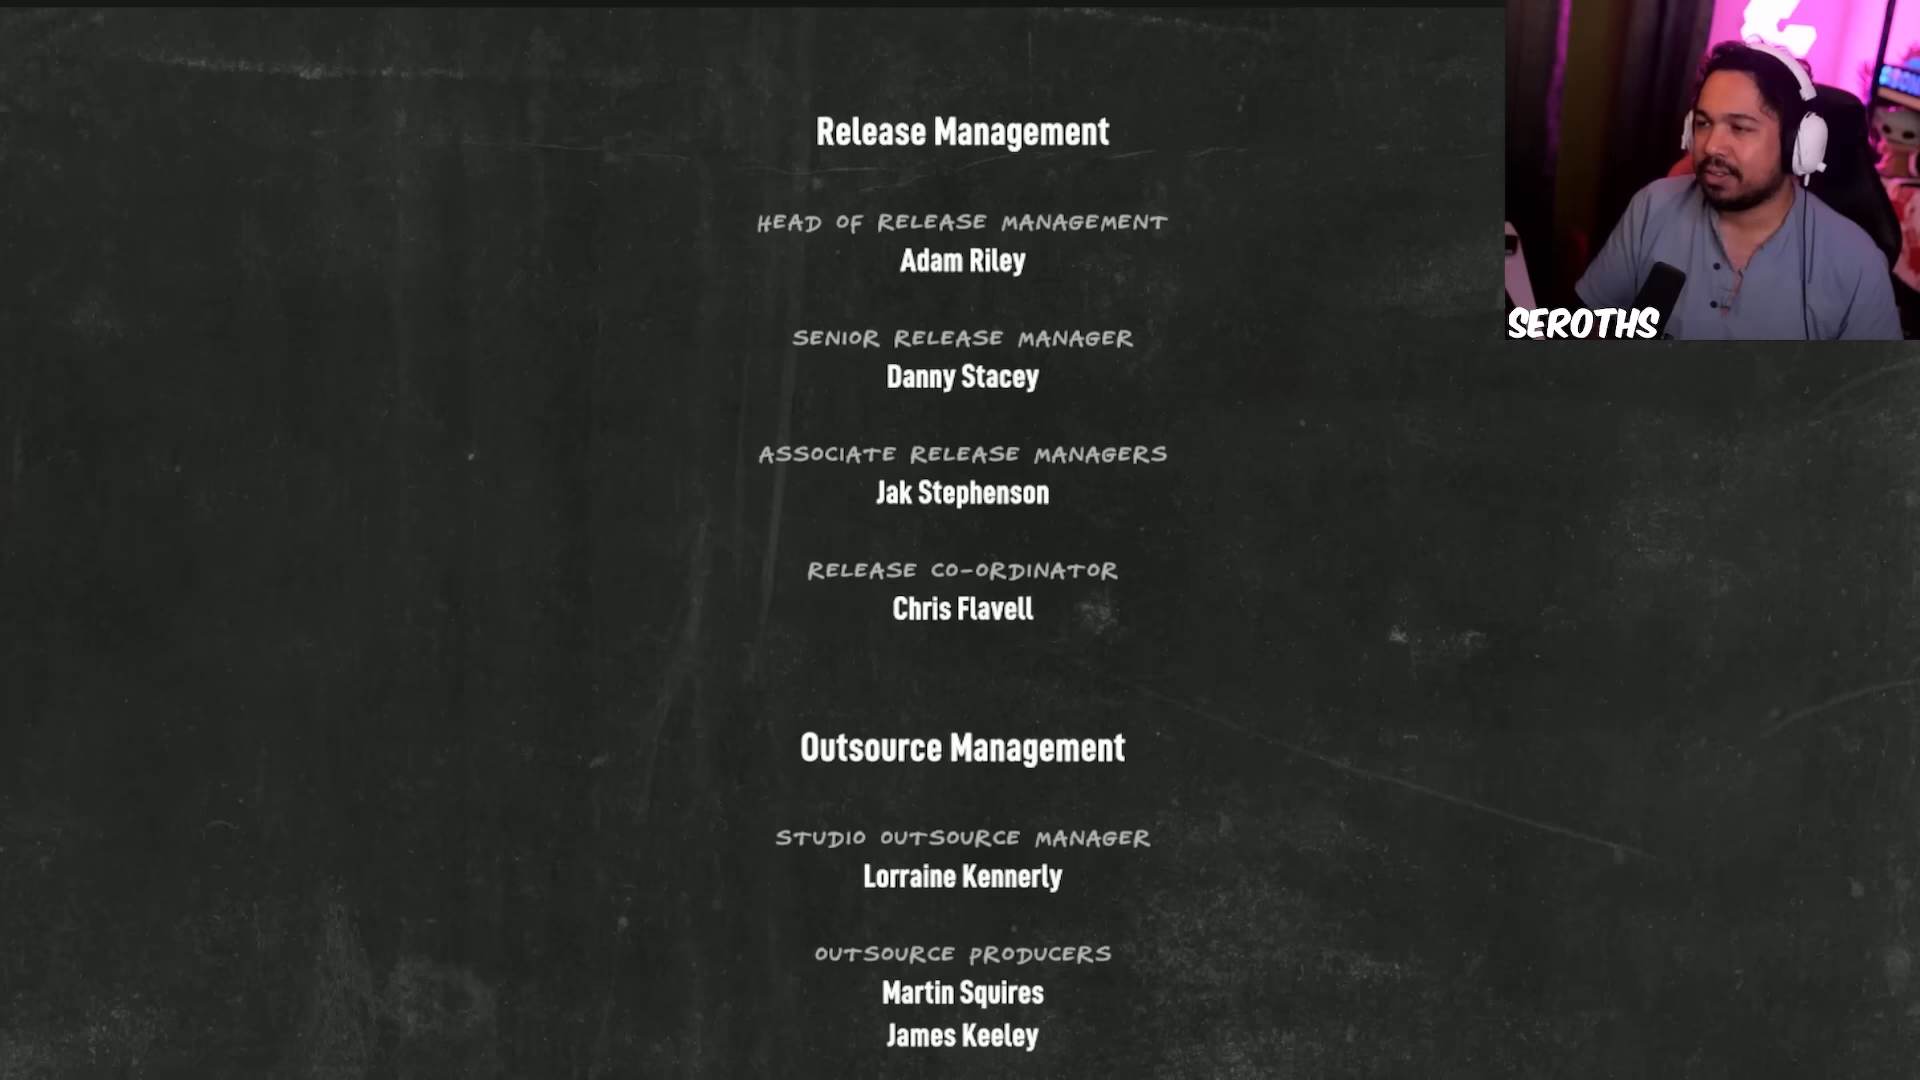 Release Management
HEAD OF RELEASE MANAGEMENT
Adam Riley
SENIOR RELEASE MANAGER
Danny Stacey
ASSOCIATE RELEASE MANAGERS
Jak Stephenson
RELEASE CO-ORDINATOR
Chris Flavell
SEROTHS
Outsource Management
STUDIO OUTSOURCE MANAGER
Lorraine Kennerly
OUTSOURCE PRODUCERS
Martin Squires
James Keeley